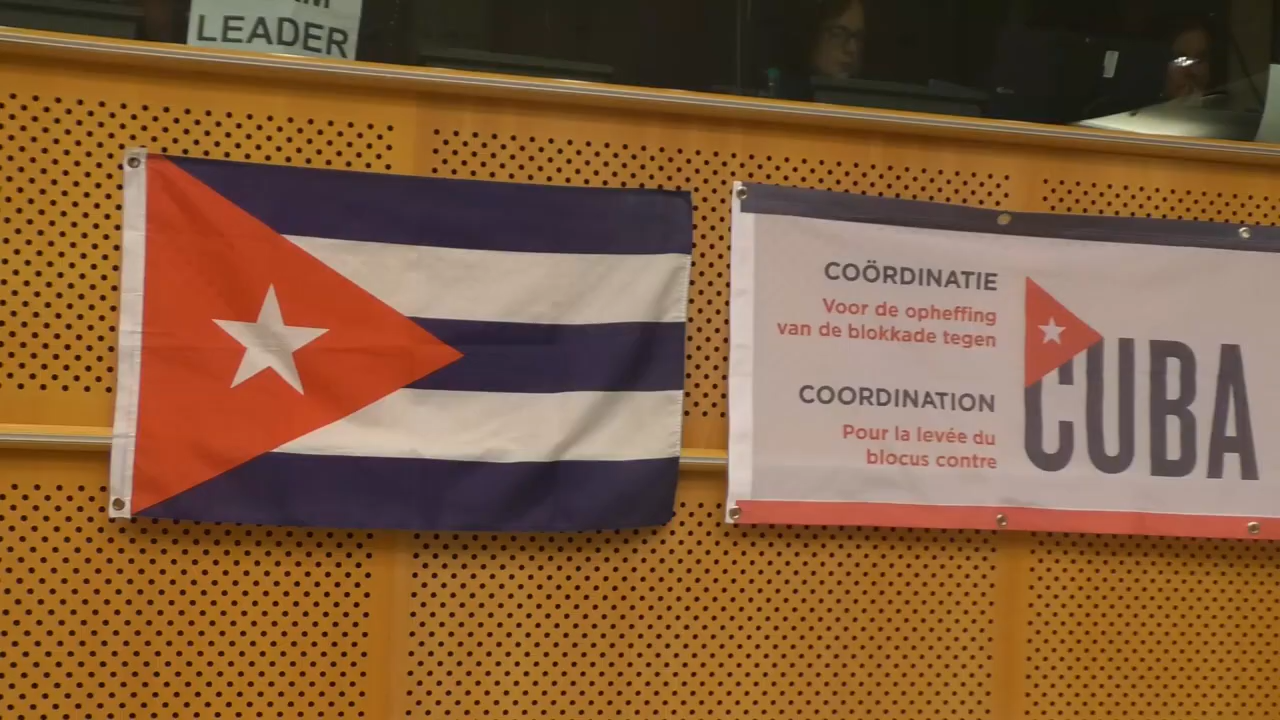 LEADER
COÖRDINATIE
Voor de opheffing
van de blokkade tegen
COORDINATION
Pour la levée du
blocus contre
CUBA